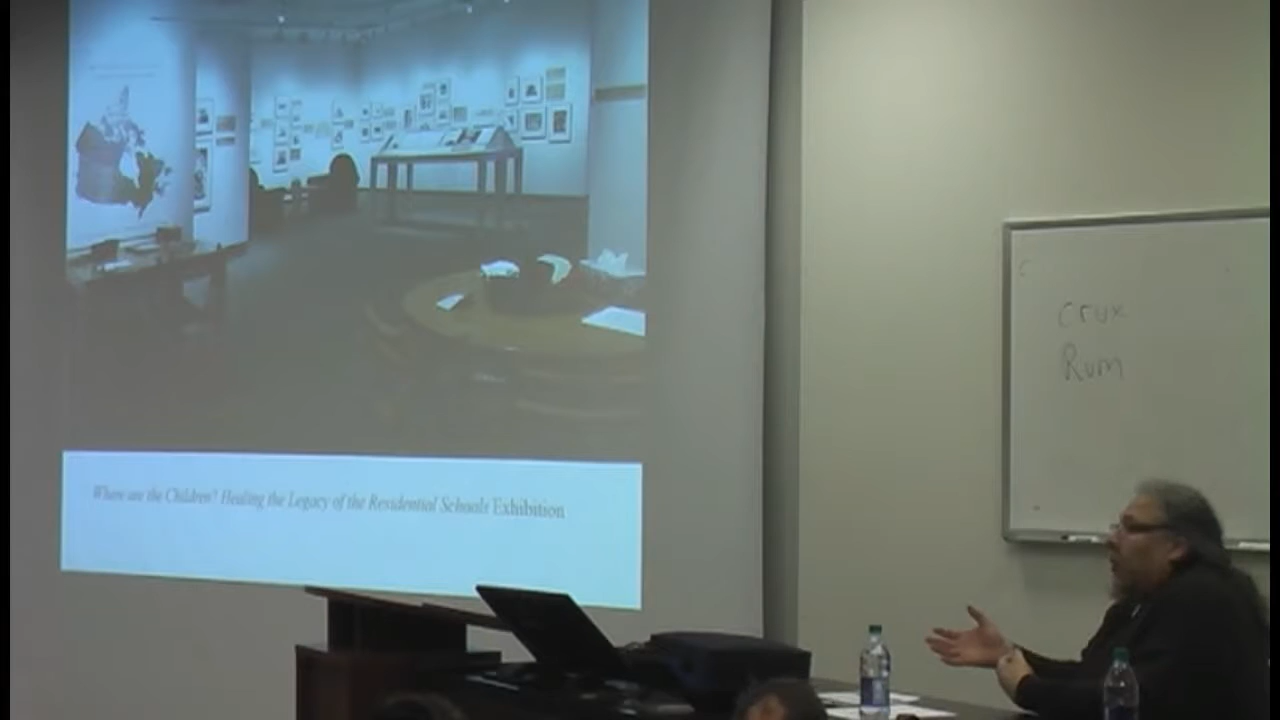 Where are the Children? Healing the Legacy of the Residential Schools Exhibition
Crux
Rum